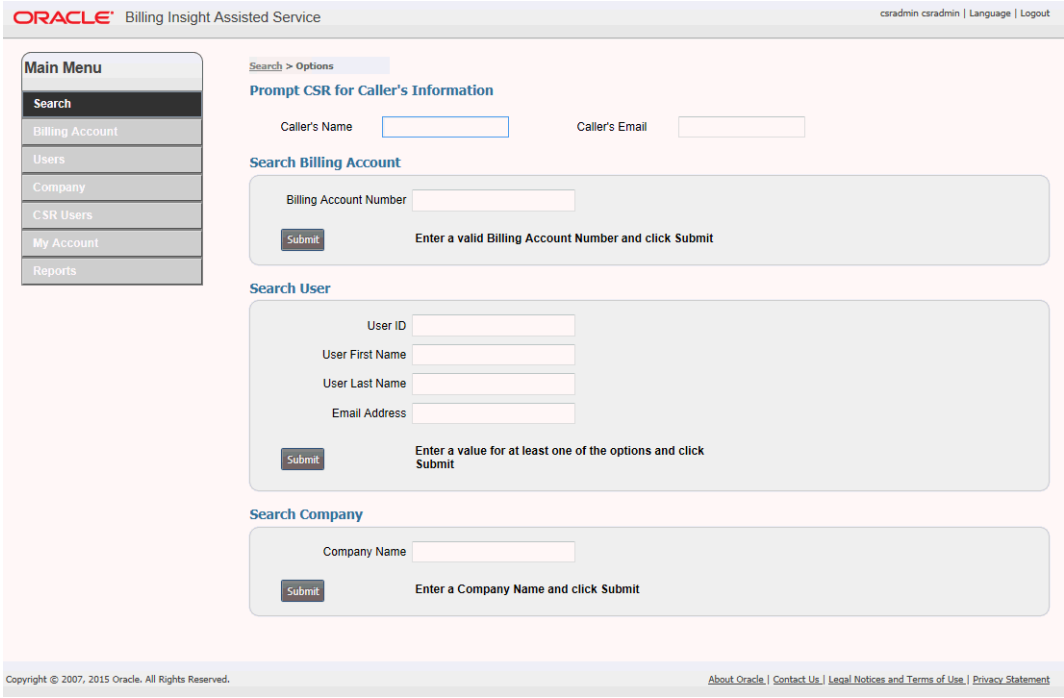 ORACLE® Billing Insight Assisted Service
csradmin csradmin | Language | Logout
Main Menu
Search
Billing Account
Users
Company
CSR Users
My Account
Reports
Search > Options
Prompt CSR for Caller's Information
Caller's Name Caller's Email
Search Billing Account
Billing Account Number
Submit Enter a valid Billing Account Number and click Submit
Search User
User ID
User First Name
User Last Name
Email Address
Submit Enter a value for at least one of the options and click
Submit
Search Company
Company Name
Submit Enter a Company Name and click Submit
Copyright © 2007, 2015 Oracle. All Rights Reserved.
About Oracle | Contact Us | Legal Notices and Terms of Use | Privacy Statement